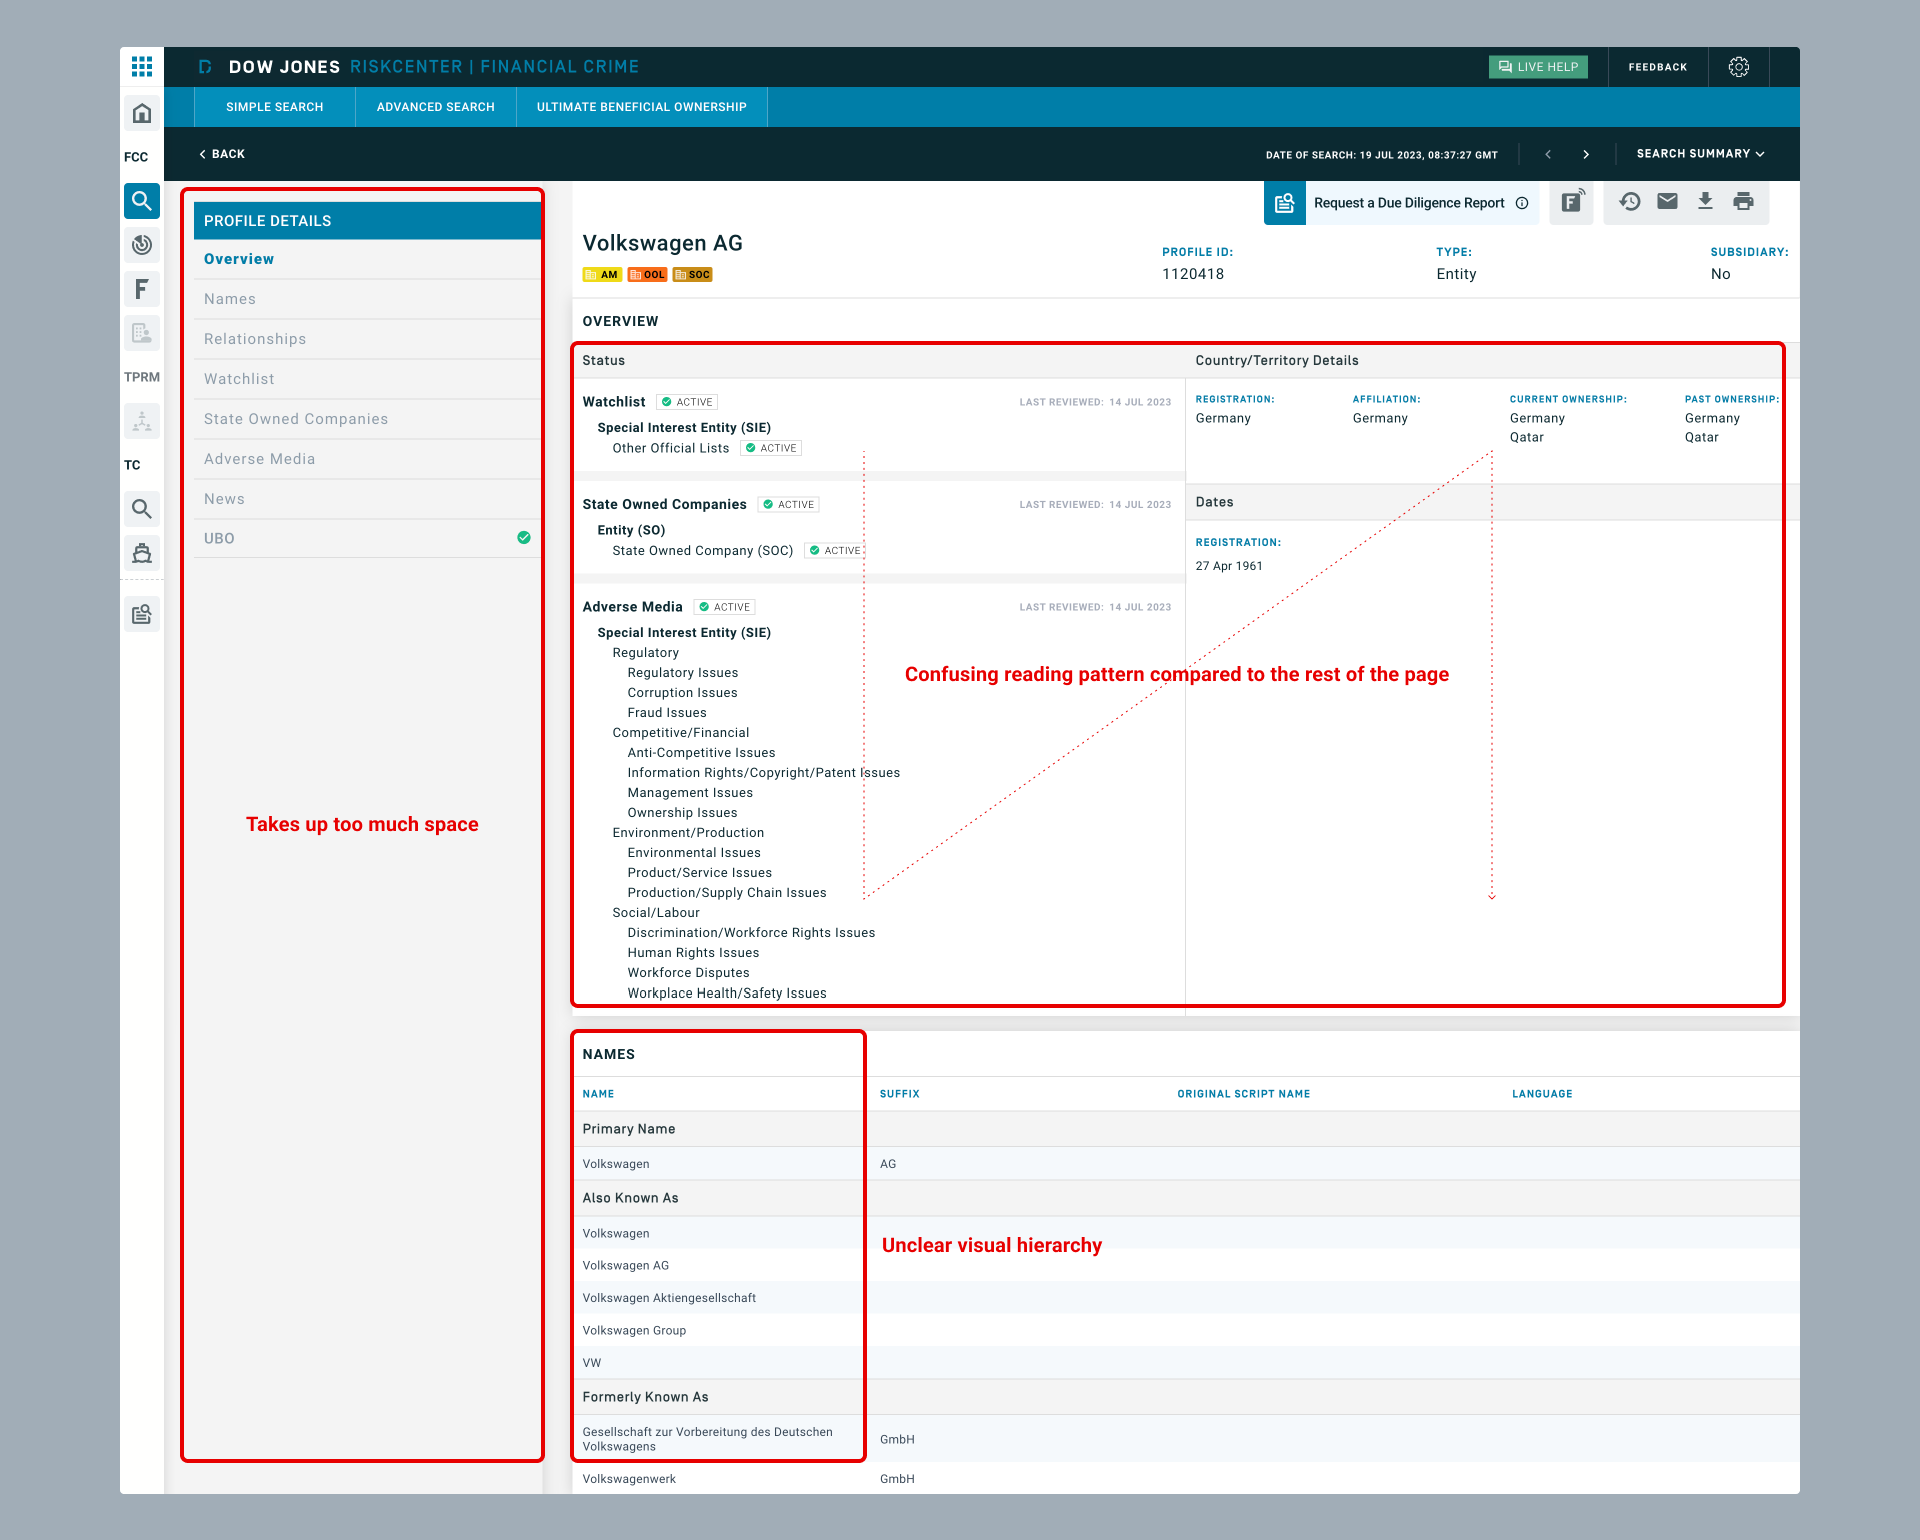 DOW JONES RISKCENTER | FINANCIAL CRIME
LIVE HELP
FEEDBACK
SIMPLE SEARCH
ADVANCED SEARCH
ULTIMATE BENEFICIAL OWNERSHIP
BACK
DATE OF SEARCH: 19 JUL 2023, 08:37:27 GMT
SEARCH SUMMARY
FCC
F
TPRM
TC
PROFILE DETAILS
Overview
Names
Relationships
Watchlist
State Owned Companies
Adverse Media
News
UBO
Takes up too much space
Request a Due Diligence Report
F
Volkswagen AG
AM
OOL
SOC
PROFILE ID:
1120418
TYPE:
Entity
SUBSIDIARY:
No
OVERVIEW
Status
Watchlist ACTIVE LAST REVIEWED: 14 JUL 2023
Special Interest Entity (SIE)
Other Official Lists ACTIVE
State Owned Companies ACTIVE LAST REVIEWED: 14 JUL 2023
Entity (SO)
State Owned Company (SOC) ACTIVE
Adverse Media ACTIVE LAST REVIEWED: 14 JUL 2023
Special Interest Entity (SIE)
Regulatory
Regulatory Issues
Corruption Issues
Fraud Issues
Competitive/Financial
Anti-Competitive Issues
Information Rights/Copyright/Patent Issues
Management Issues
Ownership Issues
Environment/Production
Environmental Issues
Product/Service Issues
Production/Supply Chain Issues
Social/Labour
Discrimination/Workforce Rights Issues
Human Rights Issues
Workforce Disputes
Workplace Health/Safety Issues
Country/Territory Details
REGISTRATION:
Germany
AFFILIATION:
Germany
CURRENT OWNERSHIP:
Germany
Qatar
PAST OWNERSHIP:
Germany
Qatar
Dates
REGISTRATION:
27 Apr 1961
Confusing reading pattern compared to the rest of the page
NAMES
NAME SUFFIX ORIGINAL SCRIPT NAME LANGUAGE
Primary Name
Volkswagen AG
Also Known As
Volkswagen
Volkswagen AG
Volkswagen Aktiengesellschaft
Volkswagen Group
VW
Unclear visual hierarchy
Formerly Known As
Gesellschaft zur Vorbereitung des Deutschen
Volkswagens GmbH
Volkswagenwerk GmbH